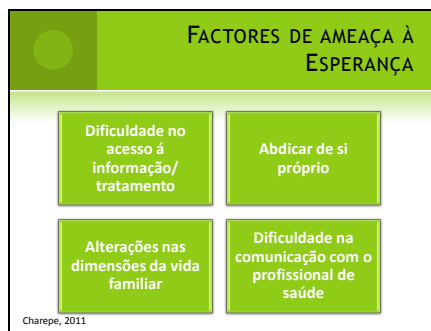 FACTORES DE AMEAÇA À
ESPERANÇA
Dificuldade no
acesso á
informação/
tratamento
Abdicar de si
próprio
Alterações nas
dimensões da vida
familiar
Dificuldade na
comunicação com o
profissional de
saúde
Charepe, 2011